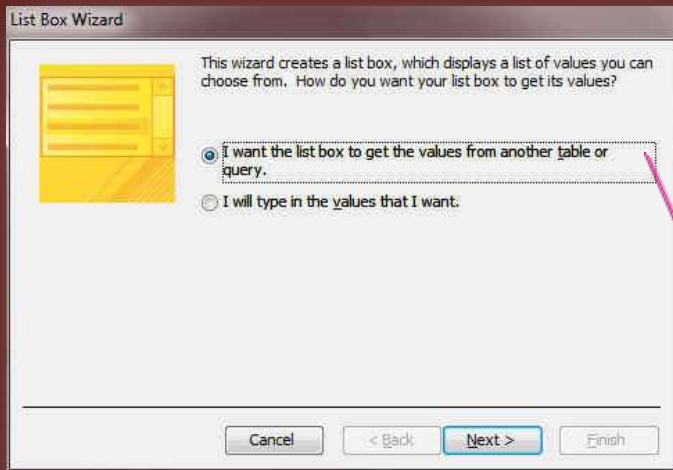 List Box Wizard
This wizard creates a list box, which displays a list of values you can
choose from. How do you want your list box to get its values?
I want the list box to get the values from another table or
query.
I will type in the values that I want.
Cancel
< Back
Next >
Finish